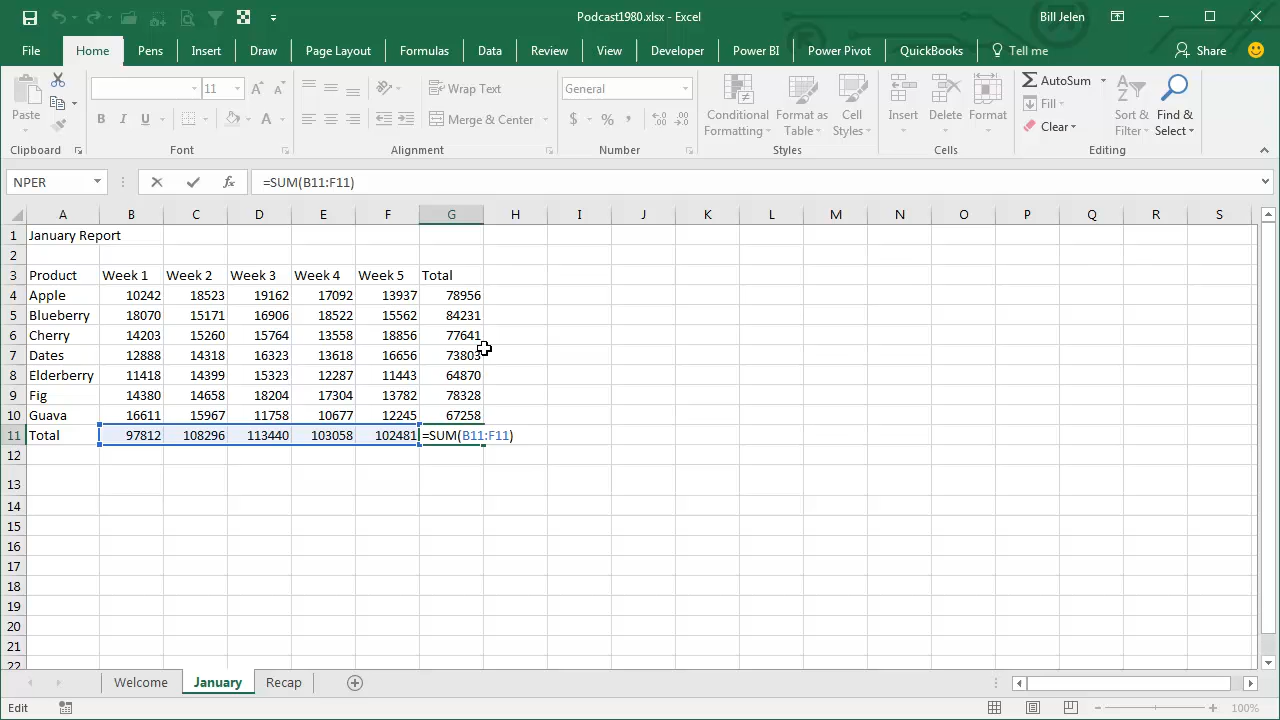 Podcast1980.xlsx - Excel
Bill Jelen
File Home Pens Insert Draw Page Layout Formulas Data Review View Developer Power BI Power Pivot QuickBooks Tell me Share
Paste
11
Wrap Text
General
Conditional Formatting
Format as Table
Cell Styles
Insert
Delete
Format
AutoSum
B I U
A
Merge & Center
$ % ,
Fill
Clear
Sort & Filter
Find & Select
Clipboard Font Alignment Number Styles Cells Editing
NPER fx =SUM(B11:F11)
A B C D E F G H I J K L M N O P Q R S
1 January Report
2
3 Product Week 1 Week 2 Week 3 Week 4 Week 5 Total
4 Apple 10242 18523 19162 17092 13937 78956
5 Blueberry 18070 15171 16906 18522 15562 84231
6 Cherry 14203 15260 15764 13558 18856 77641
7 Dates 12888 14318 16323 13618 16656 73803
8 Elderberry 11418 14399 15323 12287 11443 64870
9 Fig 14380 14658 18204 17304 13782 78328
10 Guava 16611 15967 11758 10677 12245 67258
11 Total 97812 108296 113440 103058 102481 =SUM(B11:F11)
12
13
14
15
16
17
18
19
20
21
22
Welcome January Recap
Edit 100%